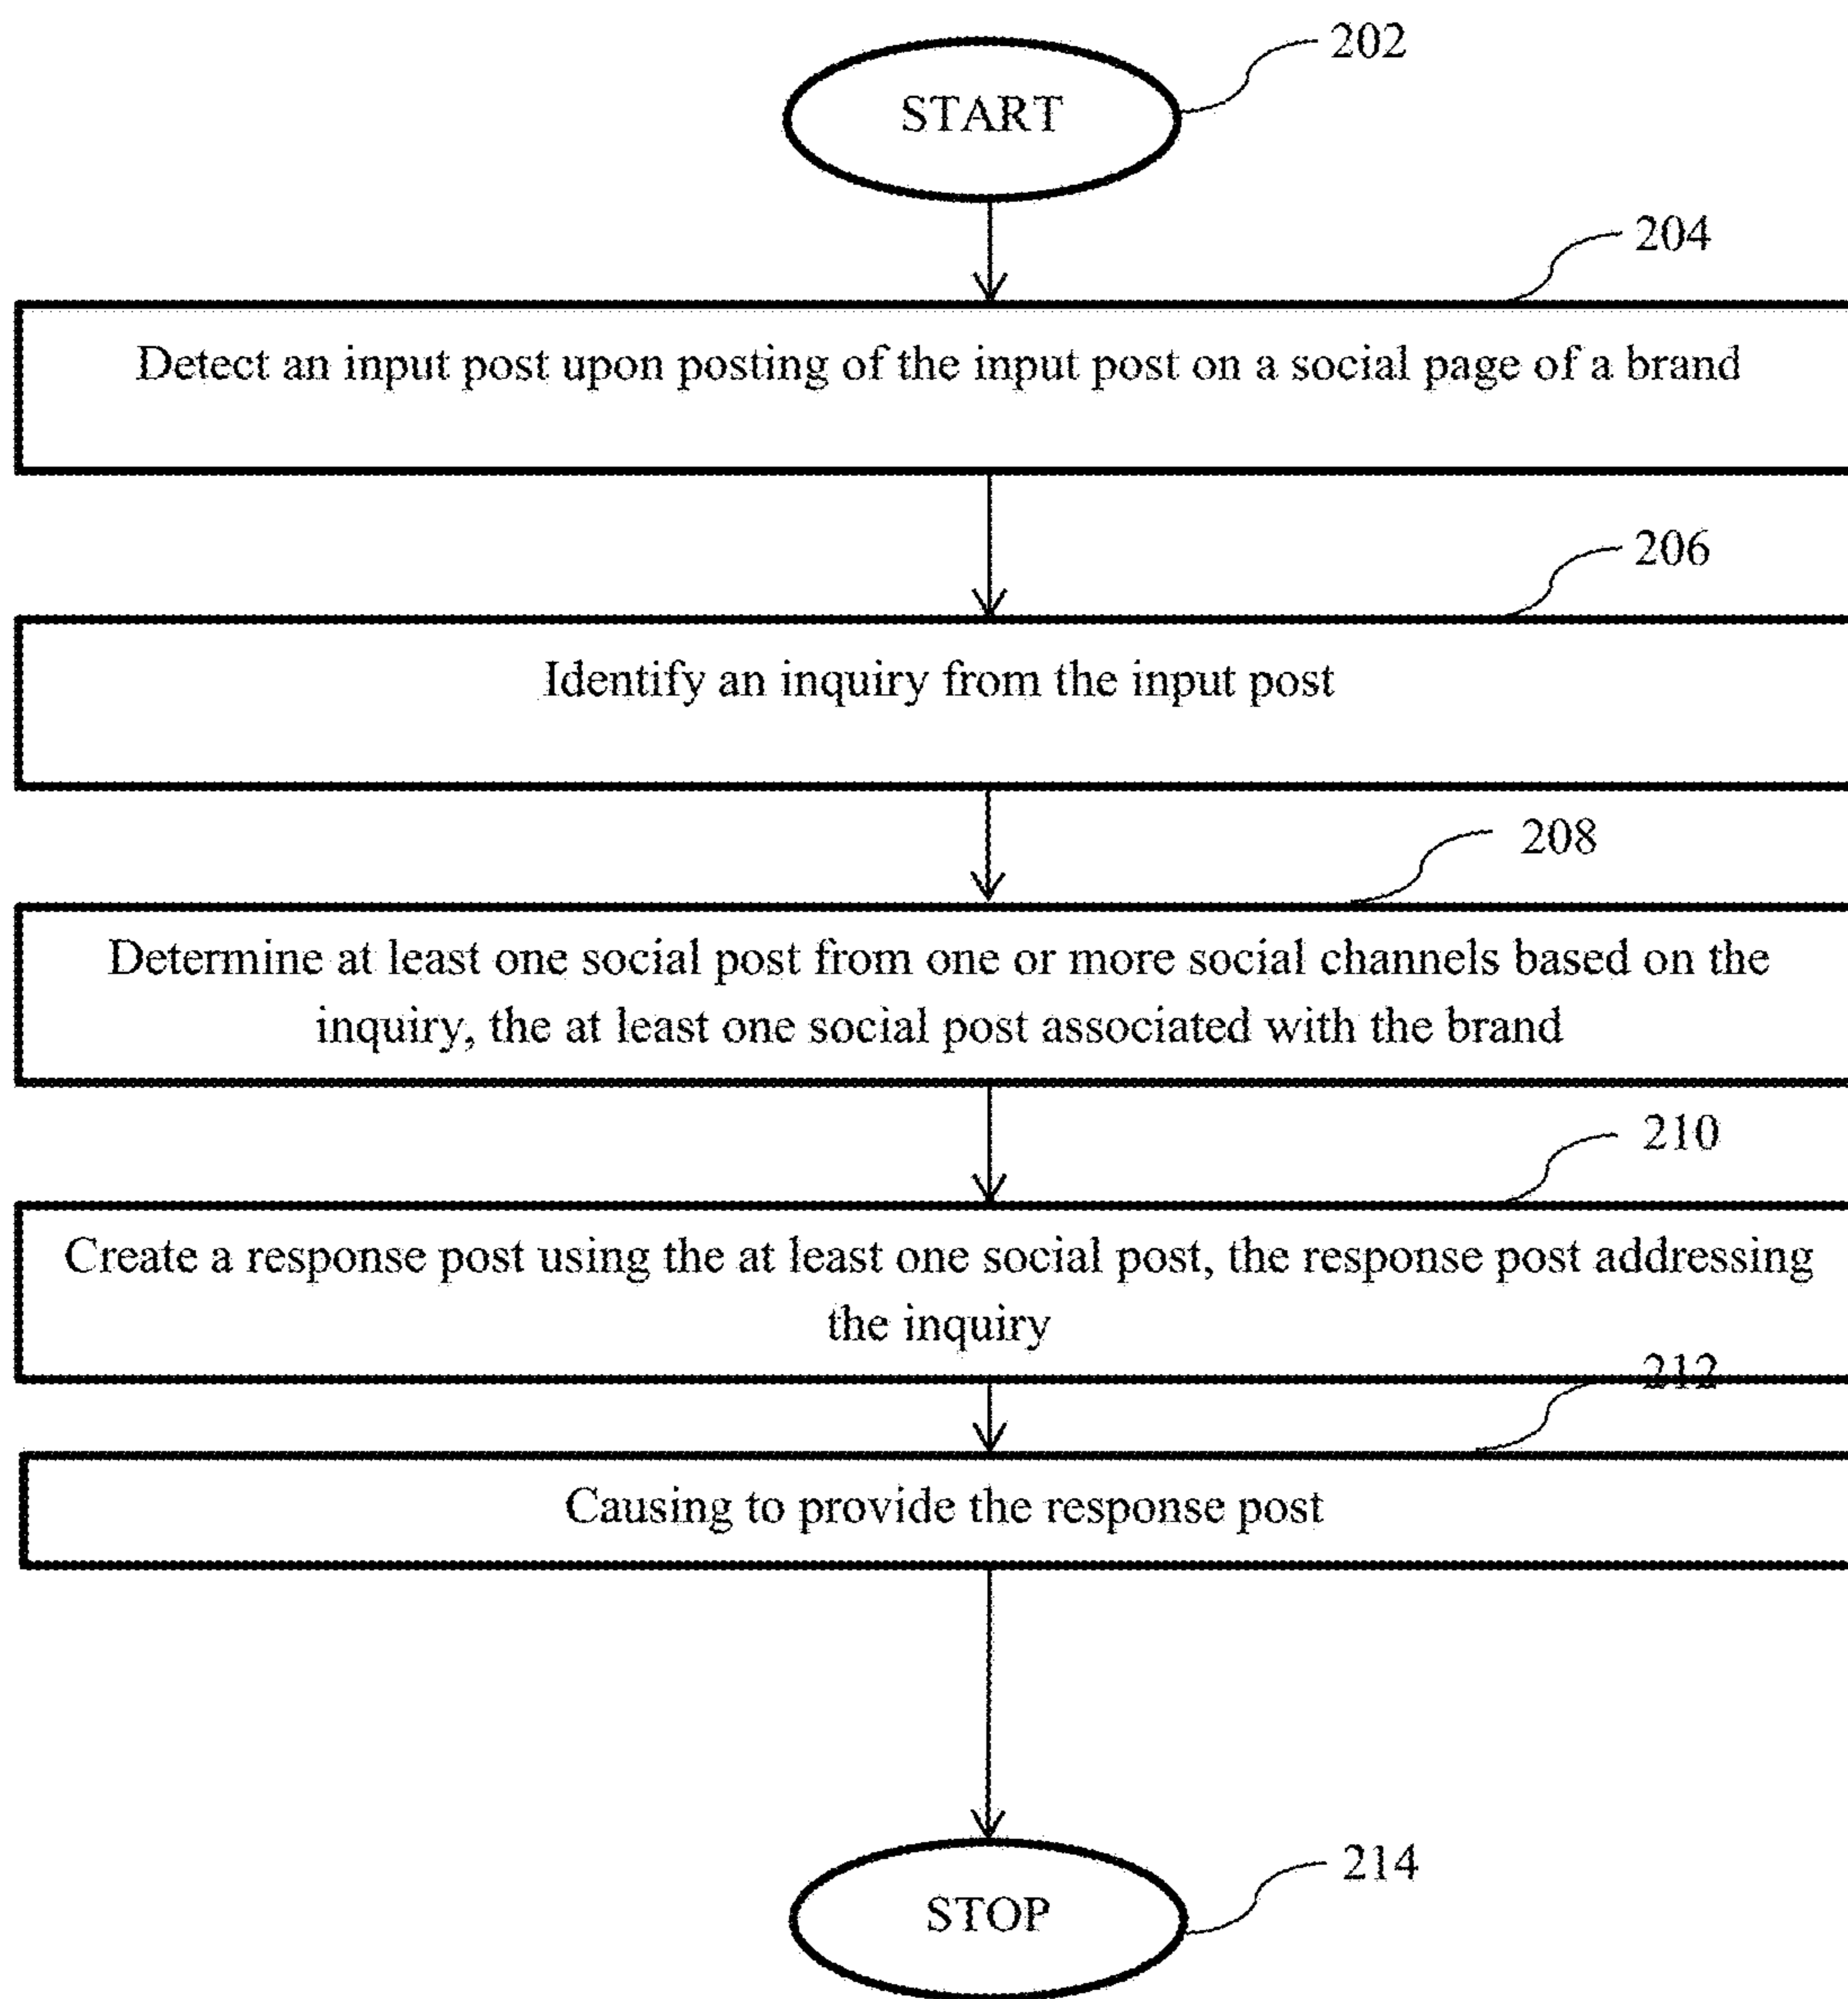 202
START
204
Detect an input post upon posting of the input post on a social page of a brand
206
Identify an inquiry from the input post
208
Determine at least one social post from one or more social channels based on the
inquiry, the at least one social post associated with the brand
210
Create a response post using the at least one social post, the response post addressing
the inquiry
212
Causing to provide the response post
214
STOP